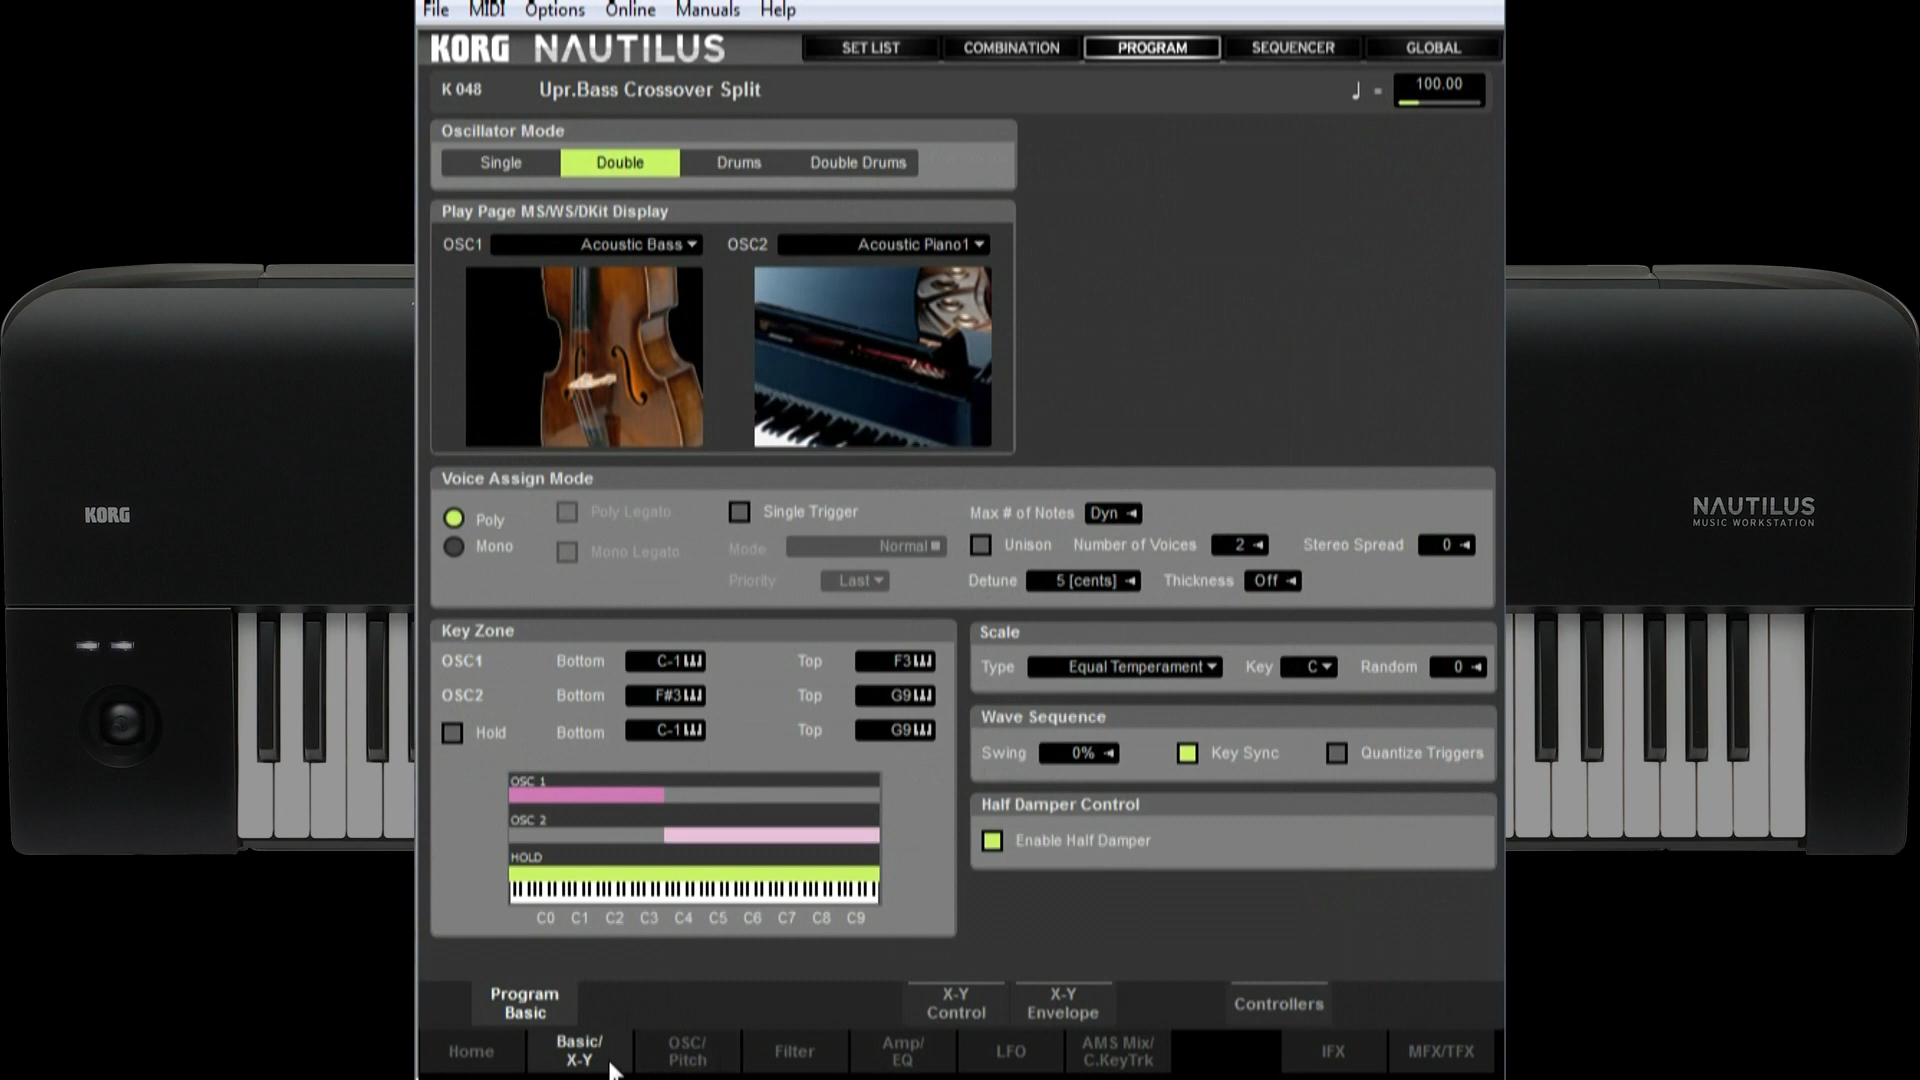 File MIDI Options Online Manuals Help
KORG NAUTILUS SET LIST COMBINATION PROGRAM SEQUENCER GLOBAL
K 048 Upr.Bass Crossover Split ♩ = 100.00
Oscillator Mode
Single Double Drums Double Drums
Play Page MS/WS/DKit Display
OSC1 Acoustic Bass OSC2 Acoustic Piano1
Voice Assign Mode
Poly Poly Legato Single Trigger Max # of Notes Dyn
Mono Mono Legato Mode Normal Unison Number of Voices 2 Stereo Spread 0
Priority Last Detune 5 [cents] Thickness Off
KORG
NAUTILUS
MUSIC WORKSTATION
Key Zone
OSC1 Bottom C-1 Top F3
OSC2 Bottom F#3 Top G9
Hold Bottom C-1 Top G9
OSC 1
OSC 2
HOLD
C0 C1 C2 C3 C4 C5 C6 C7 C8 C9
Scale
Type Equal Temperament Key C Random 0
Wave Sequence
Swing 0% Key Sync Quantize Triggers
Half Damper Control
Enable Half Damper
Program
Basic
X-Y
Control
X-Y
Envelope
Controllers
Home
Basic/
X-Y
OSC/
Pitch
Filter
Amp/
EQ
LFO
AMS Mix/
C.KeyTrk
IFX
MFX/TFX